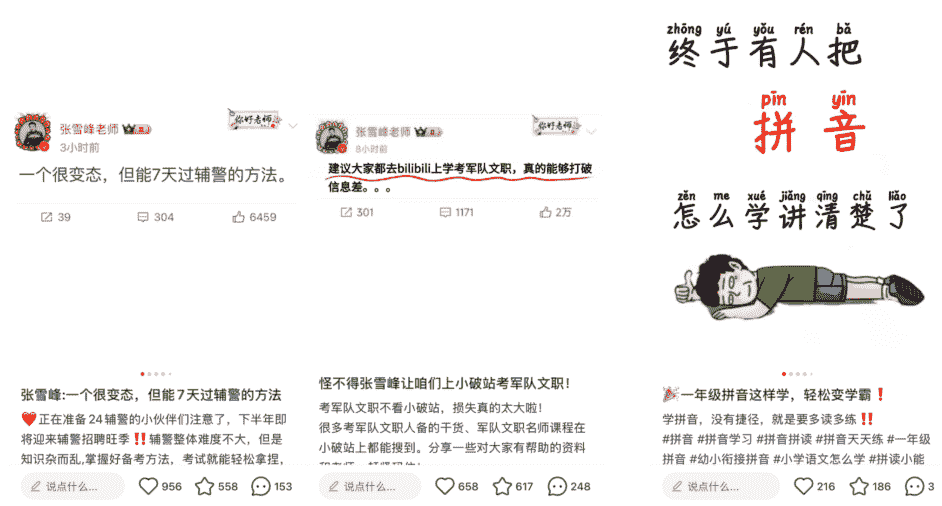 张雪峰老师
3小时前
你好老师
一个很变态，但能7天过辅警的方法。
39 304 6459
张雪峰:一个很变态，但能7天过辅警的方法
❤️正在准备24辅警的小伙伴们注意了，下半年即
将迎来辅警招聘旺季‼️辅警整体难度不大，但是
知识杂而乱,掌握好备考方法，考试就能轻松拿捏，
说点什么... 956 558 153
张雪峰老师
8小时前
你好老师
建议大家都去bilibili上学考军队文职，真的能够打破
信息差。。。
301 1171 2万
怪不得张雪峰让咱们上小破站考军队文职！
考军队文职不看小破站，损失真的太大啦！
很多考军队文职人备的干货、军队文职名师课程在
小破站上都能搜到。分享一些对大家有帮助的资料
说点什么... 658 617 248
zhōng yú yǒu rén bǎ
终于有人把
pīn yīn
拼音
zěn me xué jiǎng qīng chǔ liǎo
怎么学讲清楚了
🎉一年级拼音这样学，轻松变学霸❗
学拼音，没有捷径，就是要多读多练‼️
#拼音 #拼音学习 #拼音拼读 #拼音天天练 #一年级
拼音 #幼小衔接拼音 #小学语文怎么学 #拼读小能
说点什么... 216 186 3